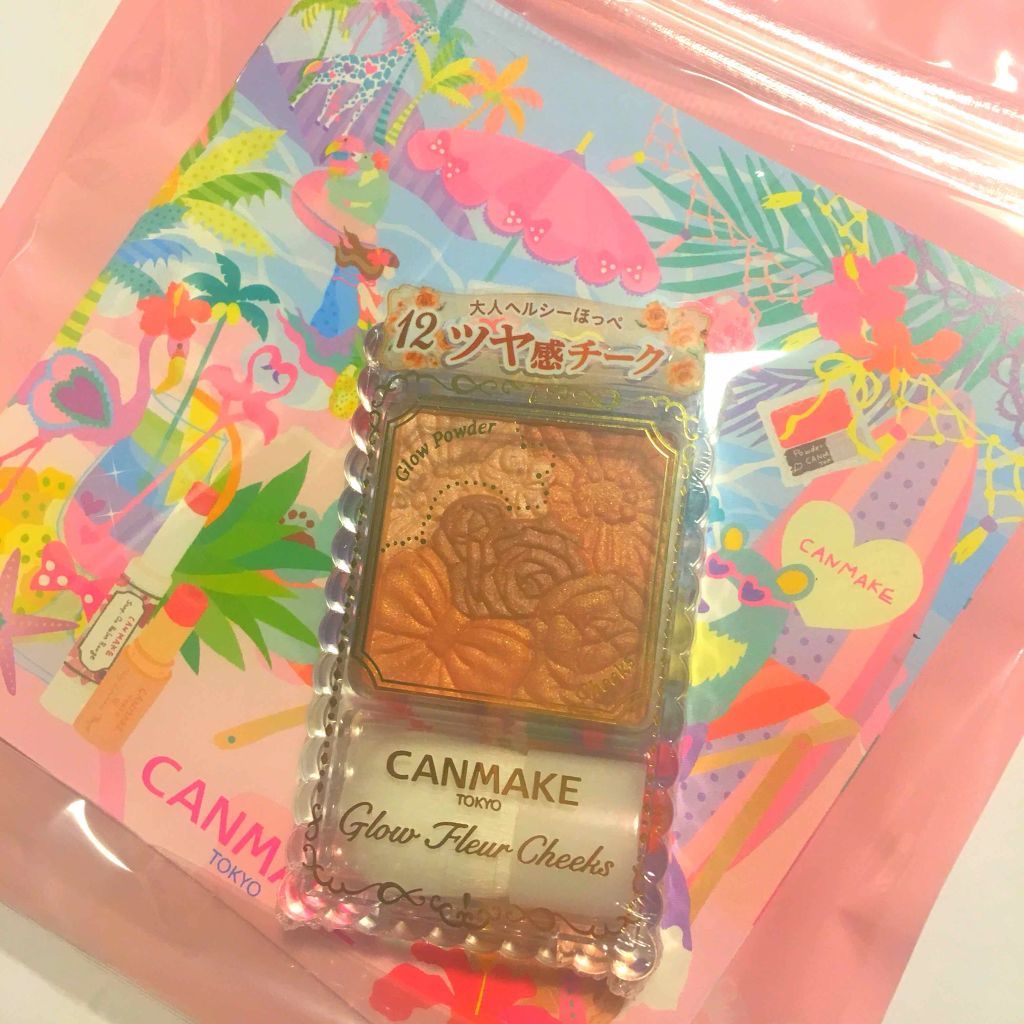 大人ヘルシーほっぺ
12 ツヤ感チーク
Glow Powder
Cheeks
CANMAKE
TOKYO
Glow Fleur Cheeks
CANMAKE
Powder
CANMAKE
CANMA
TOKYO